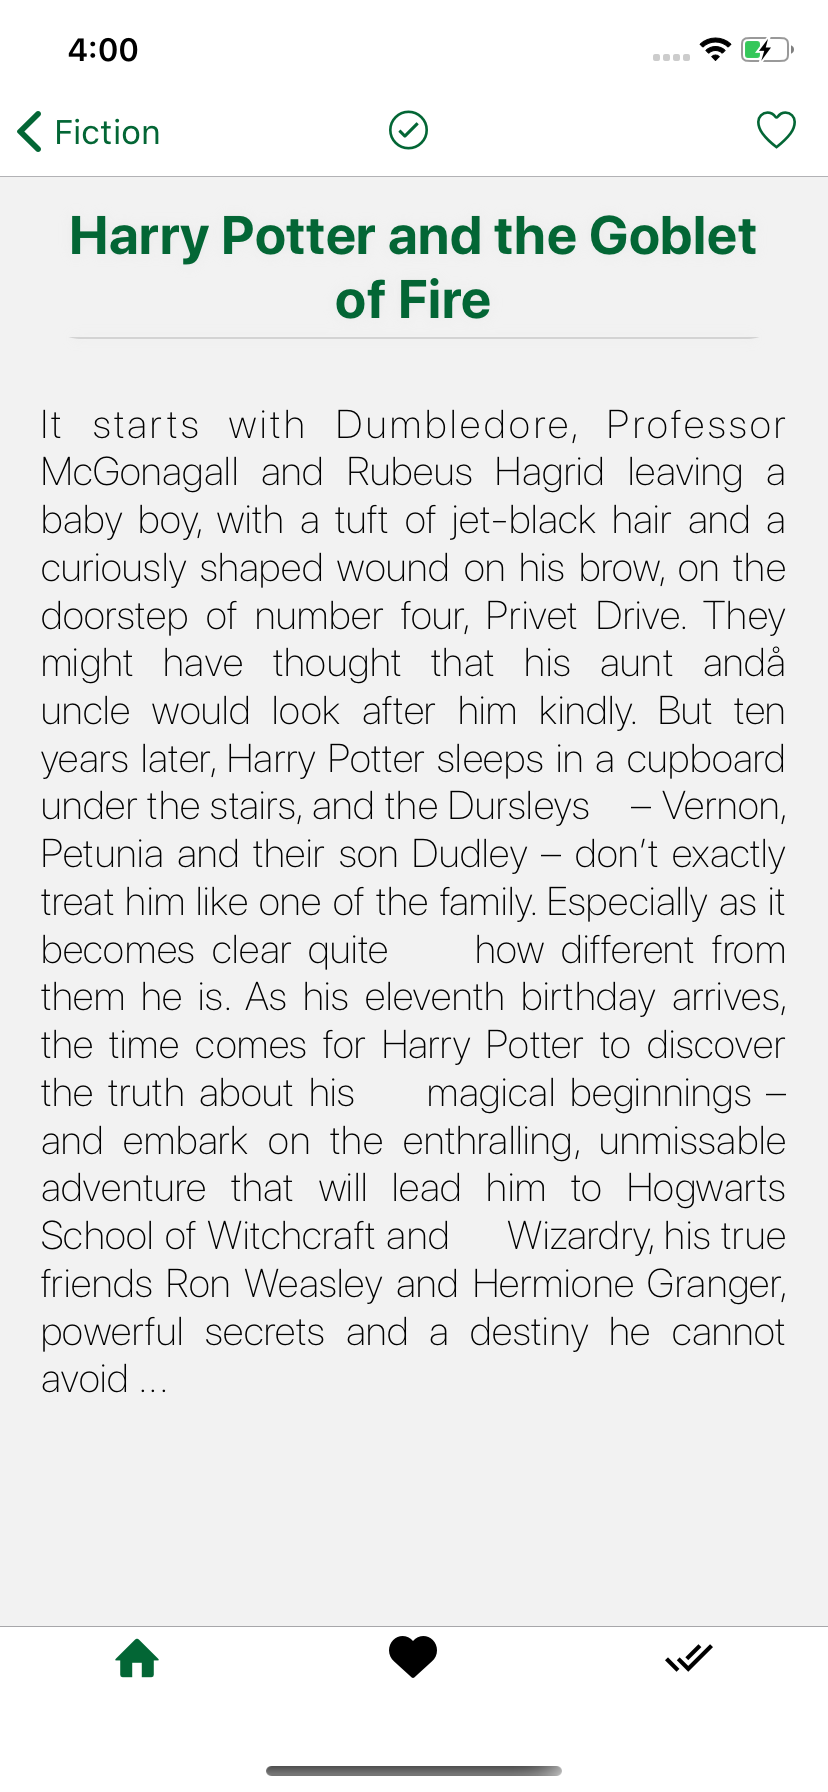 4:00
Fiction
Harry Potter and the Goblet
of Fire
It starts with Dumbledore, Professor
McGonagall and Rubeus Hagrid leaving a
baby boy, with a tuft of jet-black hair and a
curiously shaped wound on his brow, on the
doorstep of number four, Privet Drive. They
might have thought that his aunt andå
uncle would look after him kindly. But ten
years later, Harry Potter sleeps in a cupboard
under the stairs, and the Dursleys – Vernon,
Petunia and their son Dudley – don’t exactly
treat him like one of the family. Especially as it
becomes clear quite how different from
them he is. As his eleventh birthday arrives,
the time comes for Harry Potter to discover
the truth about his magical beginnings –
and embark on the enthralling, unmissable
adventure that will lead him to Hogwarts
School of Witchcraft and Wizardry, his true
friends Ron Weasley and Hermione Granger,
powerful secrets and a destiny he cannot
avoid ...